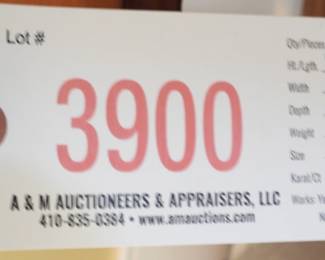 Lot #
3900
A & M AUCTIONEERS & APPRAISERS, LLC
410-835-0384 • www.amauctions.com
Qty/Pieces
Ht./Lgth.
Width
Depth
Weight
Size
Karat/Ct
Marks